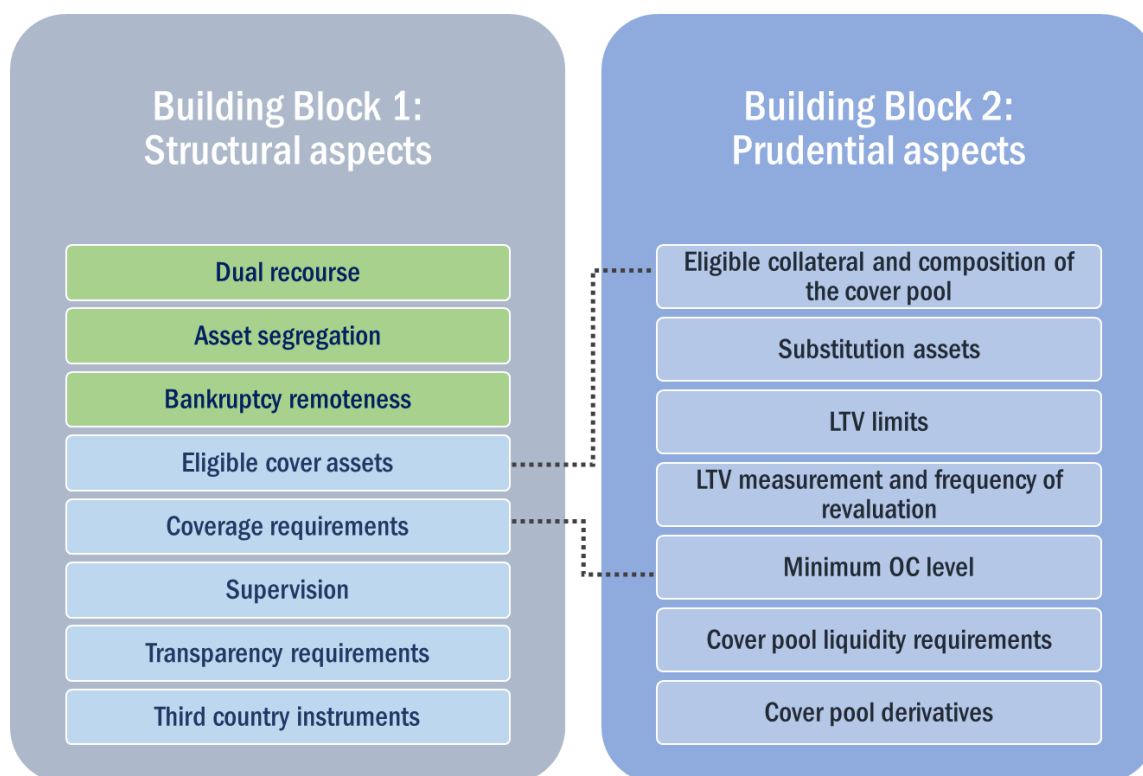 Building Block 1:
Structural aspects
Dual recourse
Asset segregation
Bankruptcy remoteness
Eligible cover assets
Coverage requirements
Supervision
Transparency requirements
Third country instruments
Building Block 2:
Prudential aspects
Eligible collateral and composition of
the cover pool
Substitution assets
LTV limits
LTV measurement and frequency of
revaluation
Minimum OC level
Cover pool liquidity requirements
Cover pool derivatives